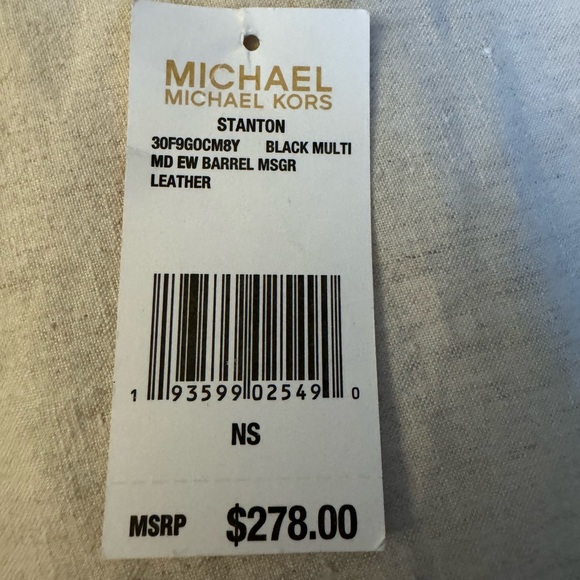 MICHAEL
MICHAEL KORS
STANTON
30F9G0CM8Y BLACK MULTI
MD EW BARREL MSGR
LEATHER
1 93599 02549 0
NS
MSRP $278.00